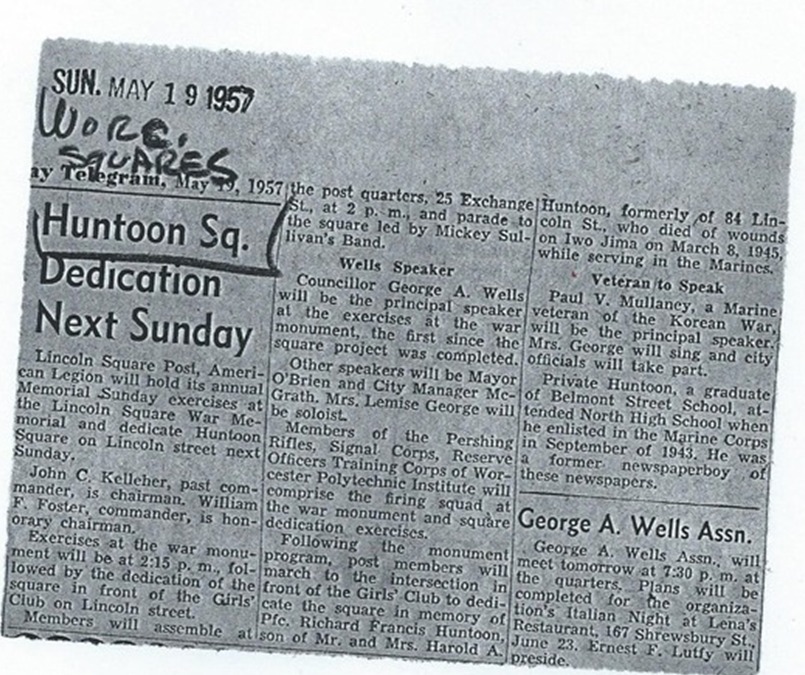 SUN. MAY 19 1957
WORC.
SQUARES
ay Telegram, May 19, 1957
Huntoon Sq.
Dedication
Next Sunday
Lincoln Square Post, Ameri-
can Legion will hold its annual
Memorial Sunday exercises at
the Lincoln Square War Me-
morial and dedicate Huntoon
Square on Lincoln street next
Sunday.
John C. Kelleher, past com-
mander, is chairman. William
F. Foster, commander, is hon-
orary chairman.
Exercises at the war monu-
ment will be at 2:15 p. m., fol-
lowed by the dedication of the
square in front of the Girls'
Club on Lincoln street.
Members will assemble at
the post quarters, 25 Exchange
St., at 2 p. m., and parade to
the square led by Mickey Sul-
livan's Band.
Wells Speaker
Councillor George A. Wells
will be the principal speaker
at the exercises at the war
monument, the first since the
square project was completed.
Other speakers will be Mayor
O'Brien and City Manager Mc-
Grath. Mrs. Lemise George will
be soloist.
Members of the Pershing
Rifles, Signal Corps, Reserve
Officers Training Corps of Wor-
cester Polytechnic Institute will
comprise the firing squad at
the war monument and square
dedication exercises.
Following the monument
program, post members will
march to the intersection in
front of the Girls' Club to dedi-
cate the square in memory of
Pfc. Richard Francis Huntoon,
son of Mr. and Mrs. Harold A.
Huntoon, formerly of 84 Lin-
coln St., who died of wounds
on Iwo Jima on March 8, 1945,
while serving in the Marines.
Veteran to Speak
Paul V. Mullaney, a Marine
veteran of the Korean War,
will be the principal speaker.
Mrs. George will sing and city
officials will take part.
Private Huntoon, a graduate
of Belmont Street School, at-
tended North High School when
he enlisted in the Marine Corps
in September of 1943. He was
a former newspaperboy of
these newspapers.
George A. Wells Assn.
George A. Wells Assn., will
meet tomorrow at 7:30 p. m. at
the quarters. Plans will be
completed for the organiza-
tion's Italian Night at Lena's
Restaurant, 167 Shrewsbury St.,
June 23. Ernest F. Lutfy will
preside.